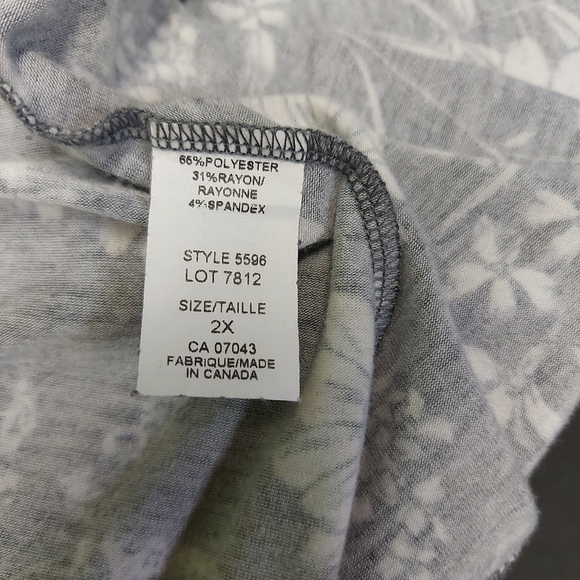 65%POLYESTER
31%RAYON/
RAYONNE
4%SPANDEX
STYLE 5596
LOT 7812
SIZE/TAILLE
2X
CA 07043
FABRIQUE/MADE
IN CANADA